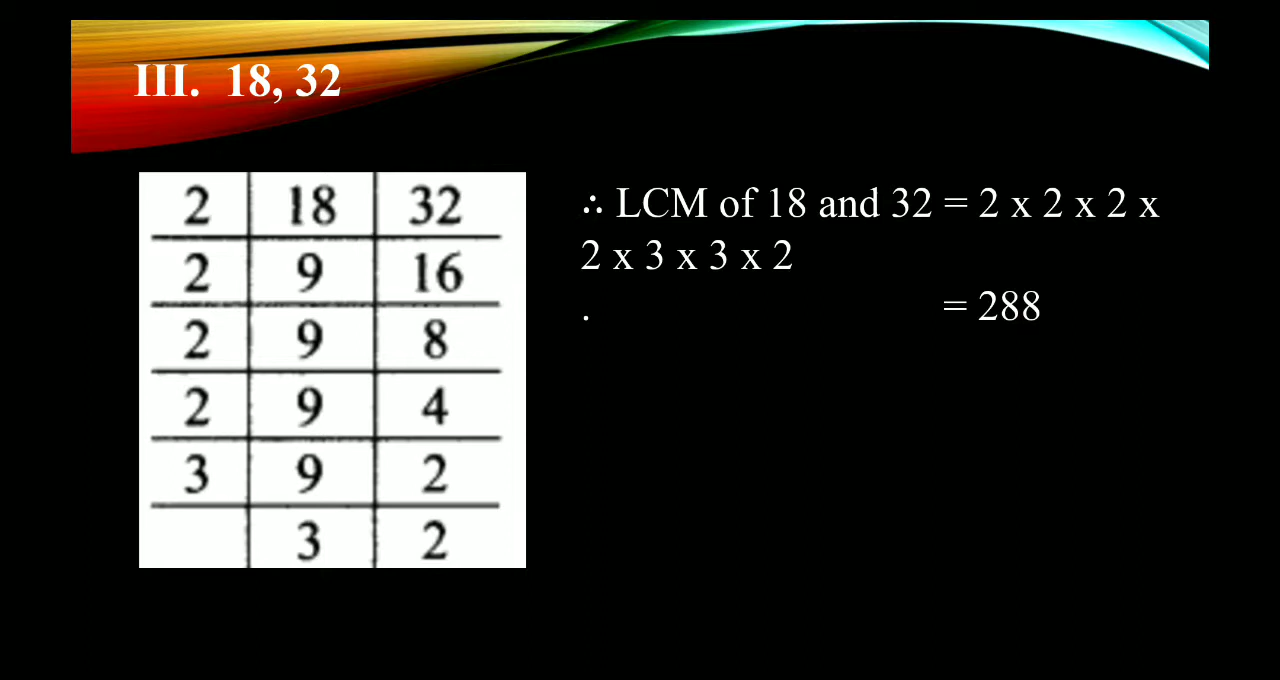 III. 18, 32
2 18 32
2 9 16
2 9 8
2 9 4
3 9 2
3 2
∴ LCM of 18 and 32 = 2 x 2 x 2 x
2 x 3 x 3 x 2
. = 288